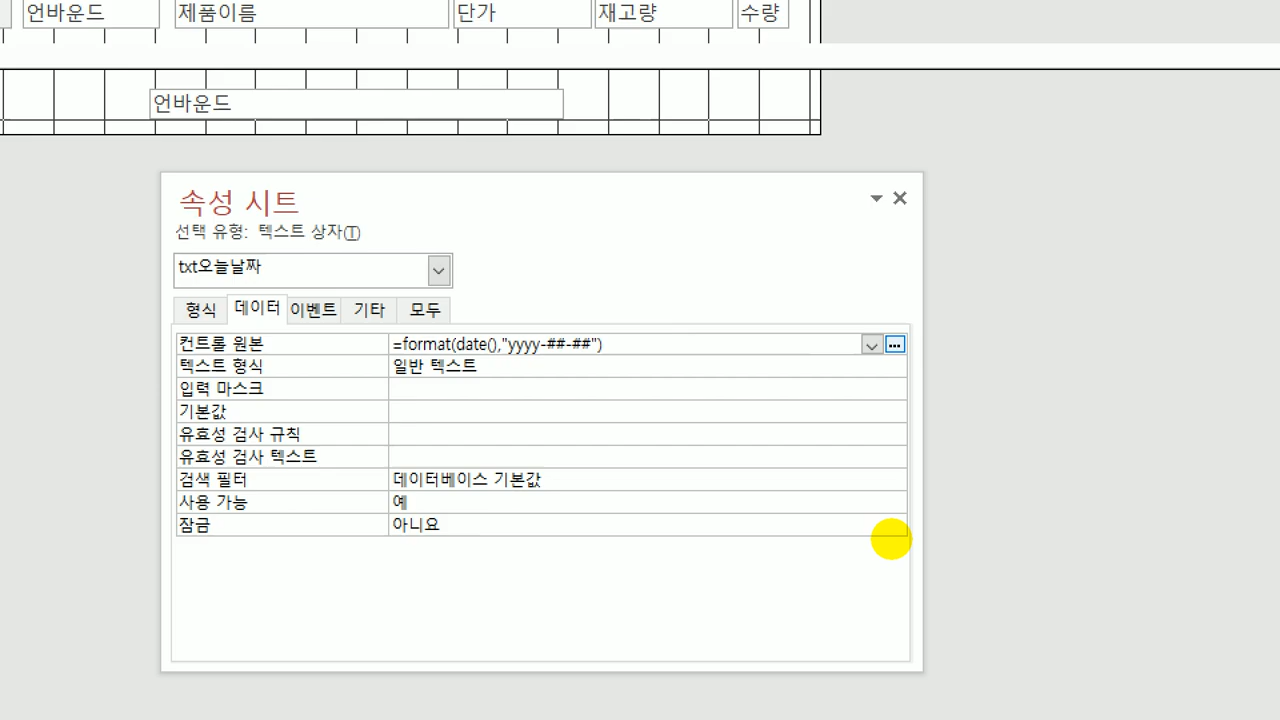 언바운드 제품이름 단가 재고량 수량
언바운드
속성 시트
선택 유형: 텍스트 상자(T)
txt오늘날짜
형식 데이터 이벤트 기타 모두
컨트롤 원본 =format(date(),"yyyy-##-##")
텍스트 형식 일반 텍스트
입력 마스크
기본값
유효성 검사 규칙
유효성 검사 텍스트
검색 필터 데이터베이스 기본값
사용 가능 예
잠금 아니요